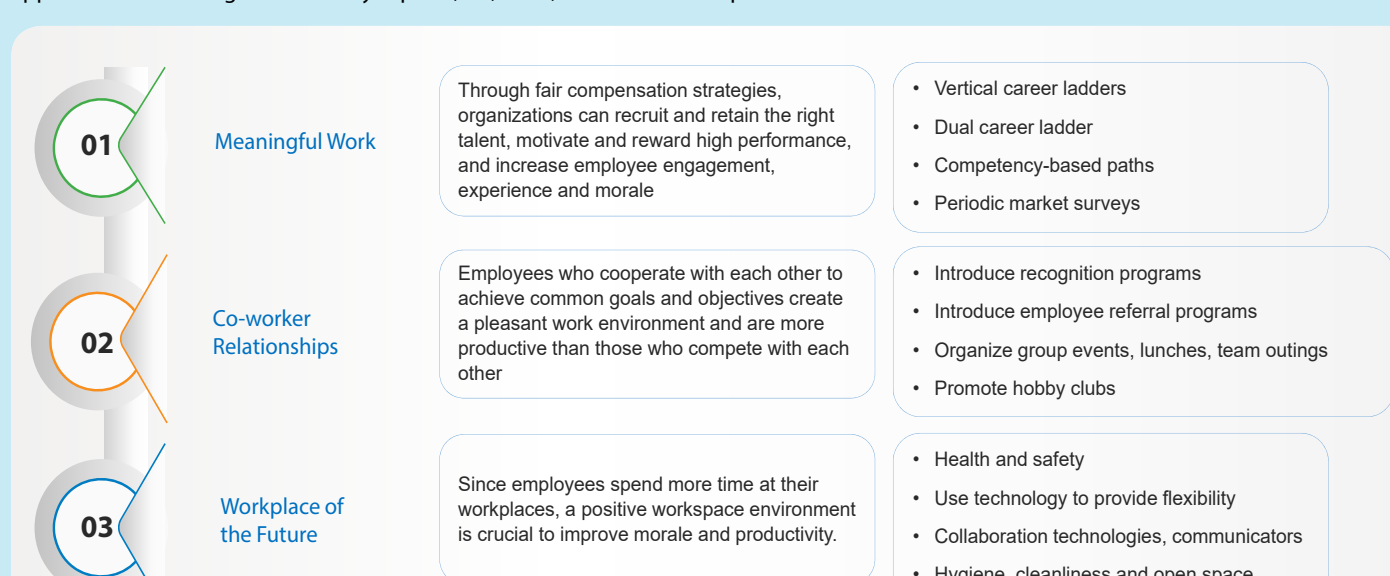 01
Meaningful Work
Through fair compensation strategies,
organizations can recruit and retain the right
talent, motivate and reward high performance,
and increase employee engagement,
experience and morale
• Vertical career ladders
• Dual career ladder
• Competency-based paths
• Periodic market surveys
02
Co-worker
Relationships
Employees who cooperate with each other to
achieve common goals and objectives create
a pleasant work environment and are more
productive than those who compete with each
other
• Introduce recognition programs
• Introduce employee referral programs
• Organize group events, lunches, team outings
• Promote hobby clubs
03
Workplace of
the Future
Since employees spend more time at their
workplaces, a positive workspace environment
is crucial to improve morale and productivity.
• Health and safety
• Use technology to provide flexibility
• Collaboration technologies, communicators
• Hygiene, cleanliness and open space